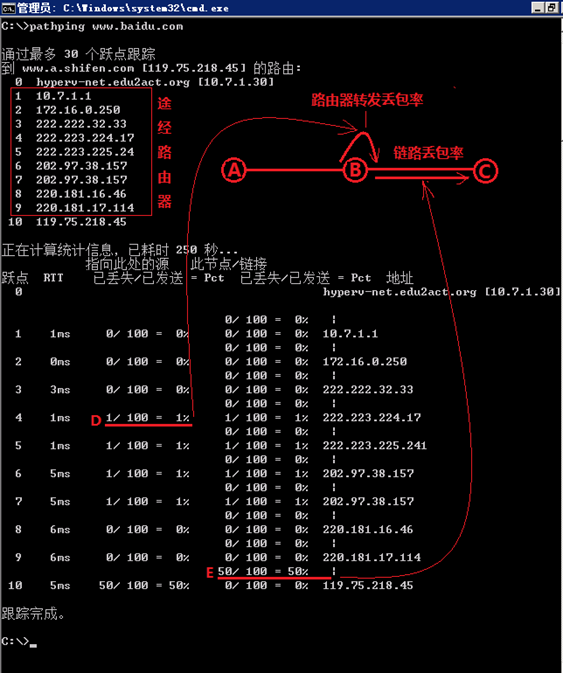 管理员: C:\Windows\system32\cmd.exe
C:\>pathping www.baidu.com
通过最多 30 个跃点跟踪
到 www.a.shifen.com [119.75.218.45] 的路由:
0 hyperv-net.edu2act.org [10.7.1.30]
1 10.7.1.1
2 172.16.0.250
3 222.222.32.33
4 222.223.224.17
5 222.223.225.24
6 202.97.38.157
7 202.97.38.157
8 220.181.16.46
9 220.181.17.114
10 119.75.218.45
途经路由器
路由器转发丢包率
链路丢包率
A B C
正在计算统计信息，已耗时 250 秒...
指向此处的源 此节点/链接
跃点 RTT 已丢失/已发送 = Pct 已丢失/已发送 = Pct 地址
0 hyperv-net.edu2act.org [10.7.1.30]
0/ 100 = 0% |
1 1ms 0/ 100 = 0% 0/ 100 = 0% 10.7.1.1
0/ 100 = 0% |
2 0ms 0/ 100 = 0% 0/ 100 = 0% 172.16.0.250
0/ 100 = 0% |
3 3ms 0/ 100 = 0% 0/ 100 = 0% 222.222.32.33
0/ 100 = 0% |
4 1ms D 1/ 100 = 1% 1/ 100 = 1% 222.223.224.17
0/ 100 = 0% |
5 1ms 1/ 100 = 1% 1/ 100 = 1% 222.223.225.241
0/ 100 = 0% |
6 5ms 1/ 100 = 1% 1/ 100 = 1% 202.97.38.157
0/ 100 = 0% |
7 5ms 1/ 100 = 1% 1/ 100 = 1% 202.97.38.157
0/ 100 = 0% |
8 6ms 0/ 100 = 0% 0/ 100 = 0% 220.181.16.46
0/ 100 = 0% |
9 6ms 0/ 100 = 0% 0/ 100 = 0% 220.181.17.114
E 50/ 100 = 50% |
10 5ms 50/ 100 = 50% 0/ 100 = 0% 119.75.218.45
跟踪完成。
C:\>_